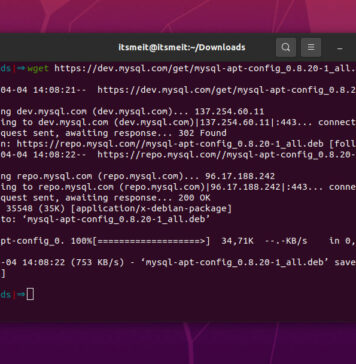 itsmeit@itsmeit:~/Downloads
ds|⇒ wget https://dev.mysql.com/get/mysql-apt-config_0.8.20-1_all.
04-04 14:08:21-- https://dev.mysql.com/get/mysql-apt-config_0.8.2
ng dev.mysql.com (dev.mysql.com)... 137.254.60.11
ing to dev.mysql.com (dev.mysql.com)|137.254.60.11|:443... connect
quest sent, awaiting response... 302 Found
n: https://repo.mysql.com//mysql-apt-config_0.8.20-1_all.deb [foll
04-04 14:08:22-- https://repo.mysql.com//mysql-apt-config_0.8.20-
ng repo.mysql.com (repo.mysql.com)... 96.17.188.242
ing to repo.mysql.com (repo.mysql.com)|96.17.188.242|:443... conne
quest sent, awaiting response... 200 OK
35548 (35K) [application/x-debian-package]
to: ‘mysql-apt-config_0.8.20-1_all.deb’
pt-config_0. 100%[===================>] 34,71K --.-KB/s in 0,
-04 14:08:22 (753 KB/s) - ‘mysql-apt-config_0.8.20-1_all.deb’ save
]
ds|⇒